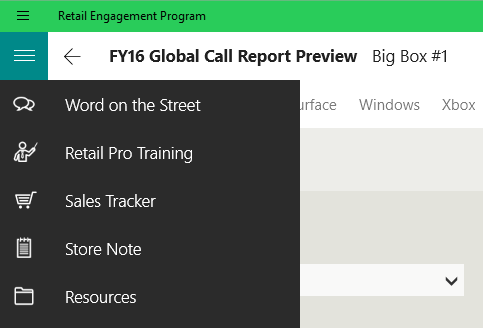 Retail Engagement Program
FY16 Global Call Report Preview Big Box #1
Word on the Street
urface Windows Xbox
Retail Pro Training
Sales Tracker
Store Note
Resources